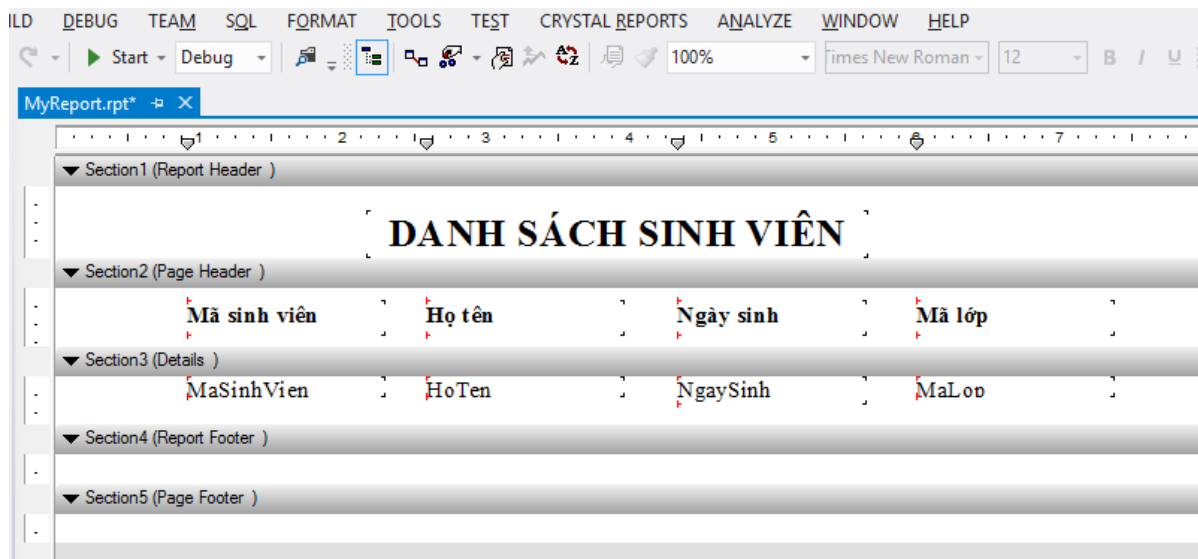 ILD DEBUG TEAM SQL FORMAT TOOLS TEST CRYSTAL REPORTS ANALYZE WINDOW HELP
Start Debug 100% Times New Roman 12 B I U
MyReport.rpt*
1 2 3 4 5 6 7
Section1 (Report Header )
DANH SÁCH SINH VIÊN
Section2 (Page Header )
Mã sinh viên Họ tên Ngày sinh Mã lớp
Section3 (Details )
MaSinhVien HoTen NgaySinh MaLop
Section4 (Report Footer )
Section5 (Page Footer )